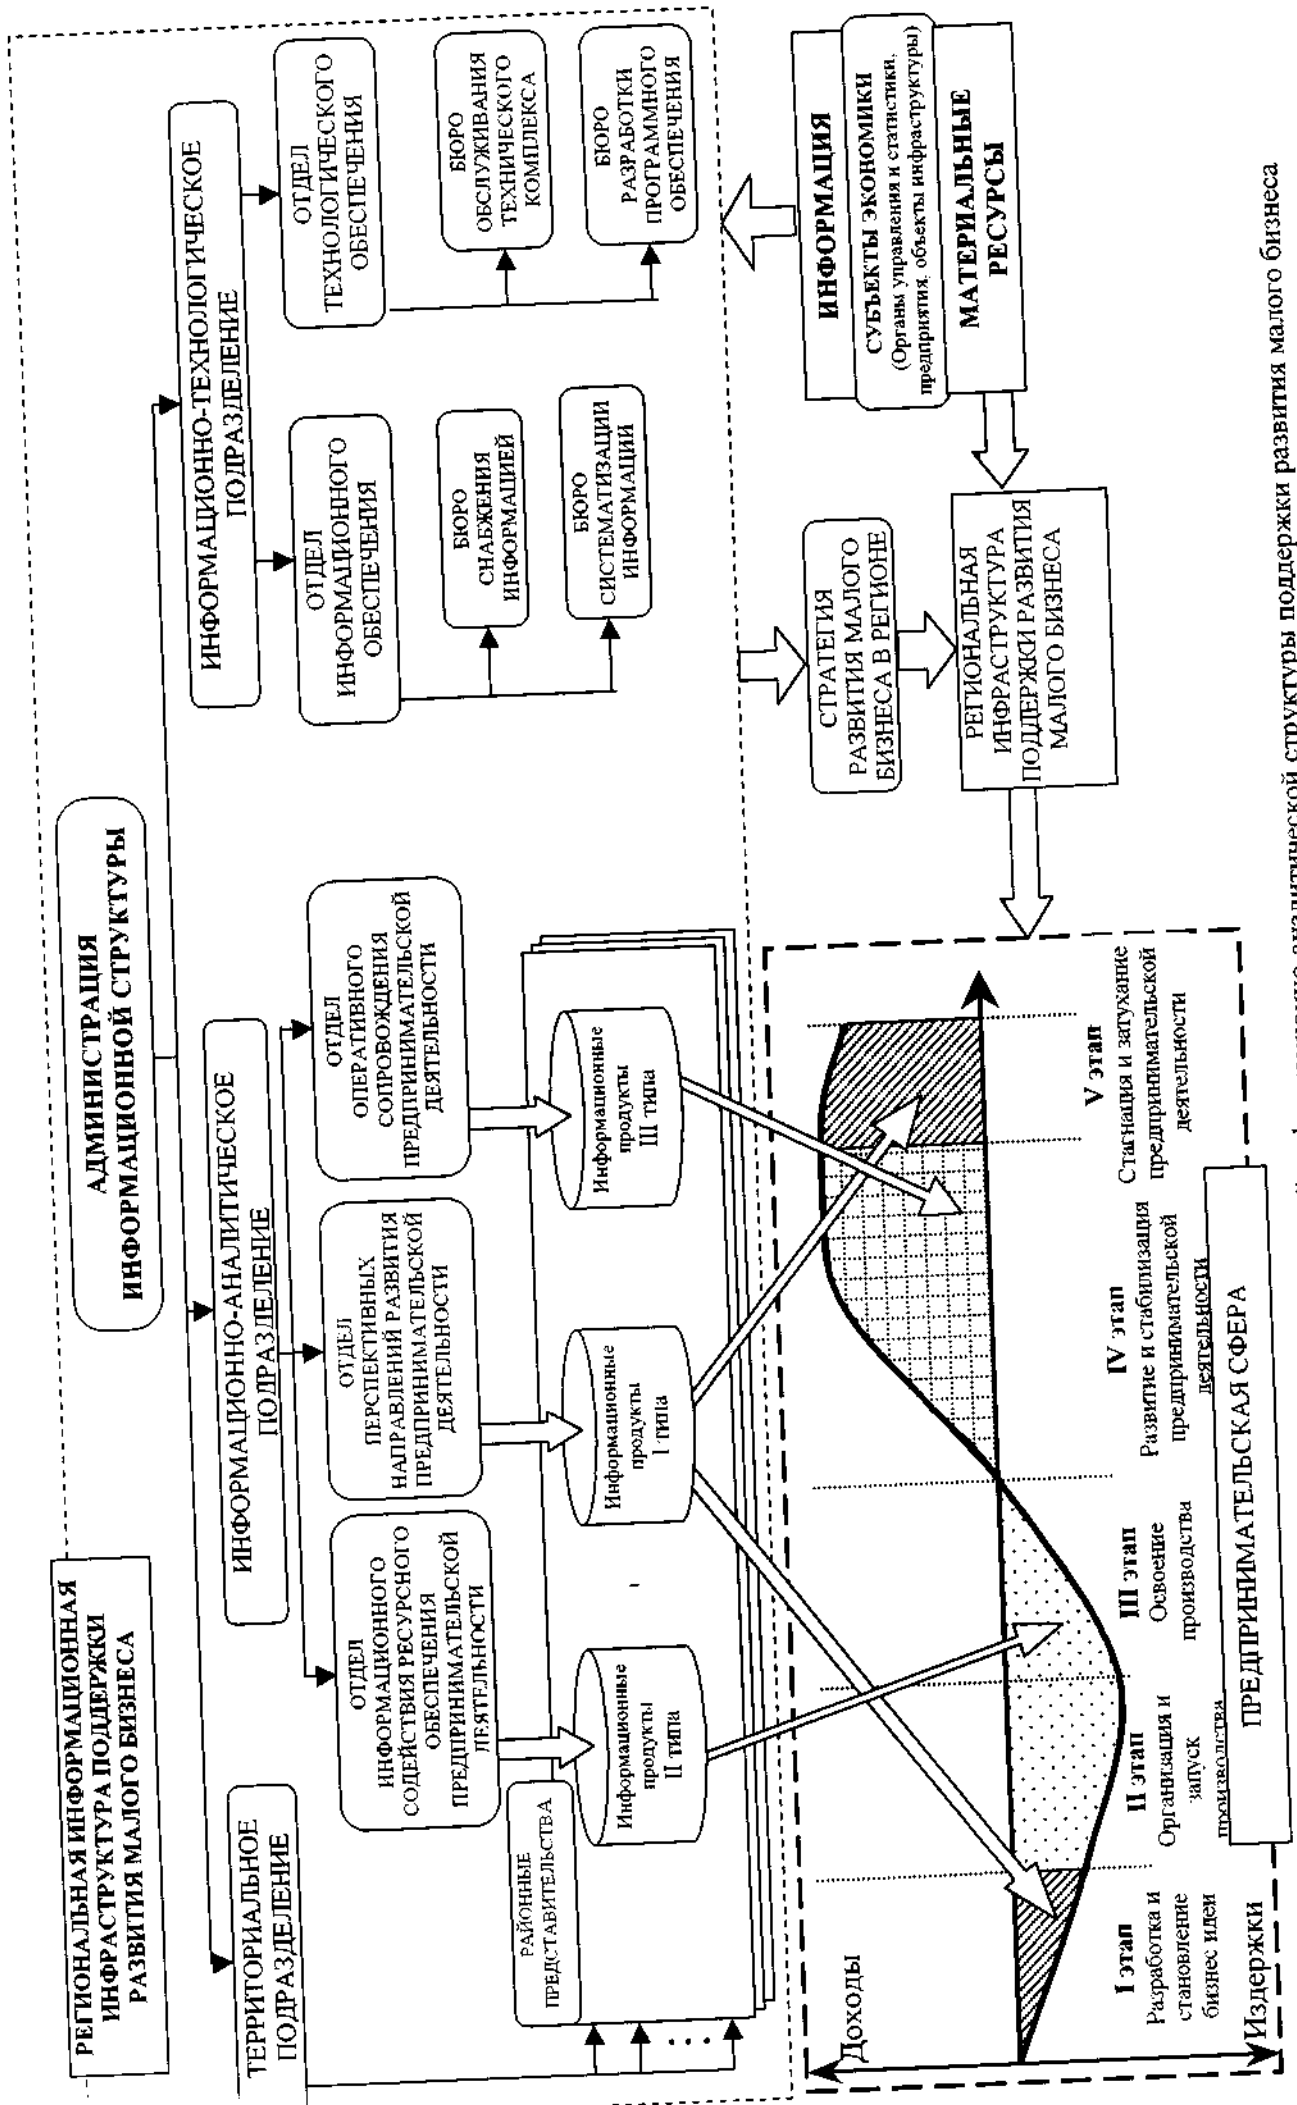 РЕГИОНАЛЬНАЯ ИНФОРМАЦИОННАЯ
ИНФРАСТРУКТУРА ПОДДЕРЖКИ
РАЗВИТИЯ МАЛОГО БИЗНЕСА
АДМИНИСТРАЦИЯ
ИНФОРМАЦИОННОЙ СТРУКТУРЫ
ТЕРРИТОРИАЛЬНОЕ
ПОДРАЗДЕЛЕНИЕ
ИНФОРМАЦИОННО-АНАЛИТИЧЕСКОЕ
ПОДРАЗДЕЛЕНИЕ
ИНФОРМАЦИОННО-ТЕХНОЛОГИЧЕСКОЕ
ПОДРАЗДЕЛЕНИЕ
ОТДЕЛ
ИНФОРМАЦИОННОГО
СОДЕЙСТВИЯ РЕСУРСНОГО
ОБЕСПЕЧЕНИЯ
ПРЕДПРИНИМАТЕЛЬСКОЙ
ДЕЯТЕЛЬНОСТИ
ОТДЕЛ
ПЕРСПЕКТИВНЫХ
НАПРАВЛЕНИЙ РАЗВИТИЯ
ПРЕДПРИНИМАТЕЛЬСКОЙ
ДЕЯТЕЛЬНОСТИ
ОТДЕЛ
ОПЕРАТИВНОГО
СОПРОВОЖДЕНИЯ
ПРЕДПРИНИМАТЕЛЬСКОЙ
ДЕЯТЕЛЬНОСТИ
ОТДЕЛ
ИНФОРМАЦИОННОГО
ОБЕСПЕЧЕНИЯ
ОТДЕЛ
ТЕХНОЛОГИЧЕСКОГО
ОБЕСПЕЧЕНИЯ
БЮРО
СНАБЖЕНИЯ
ИНФОРМАЦИЕЙ
БЮРО
ОБСЛУЖИВАНИЯ
ТЕХНИЧЕСКОГО
КОМПЛЕКСА
БЮРО
СИСТЕМАТИЗАЦИИ
ИНФОРМАЦИИ
БЮРО
РАЗРАБОТКИ
ПРОГРАММНОГО
ОБЕСПЕЧЕНИЯ
РАЙОННЫЕ
ПРЕДСТАВИТЕЛЬСТВА
Информационные
продукты
II типа
Информационные
продукты
I типа
Информационные
продукты
III типа
СТРАТЕГИЯ
РАЗВИТИЯ МАЛОГО
БИЗНЕСА В РЕГИОНЕ
ИНФОРМАЦИЯ
СУБЪЕКТЫ ЭКОНОМИКИ
(Органы управления и статистики,
предприятия, объекты инфраструктуры)
МАТЕРИАЛЬНЫЕ
РЕСУРСЫ
РЕГИОНАЛЬНАЯ
ИНФРАСТРУКТУРА
ПОДДЕРЖКИ РАЗВИТИЯ
МАЛОГО БИЗНЕСА
Доходы
I этап
Разработка и
становление
бизнес идеи
II этап
Организация и
запуск
производства
III этап
Освоение
производства
IV этап
Развитие и стабилизация
предпринимательской
деятельности
V этап
Стагнация и затухание
предпринимательской
деятельности
Издержки
ПРЕДПРИНИМАТЕЛЬСКАЯ СФЕРА
аналитической структуры поддержки развития малого бизнеса